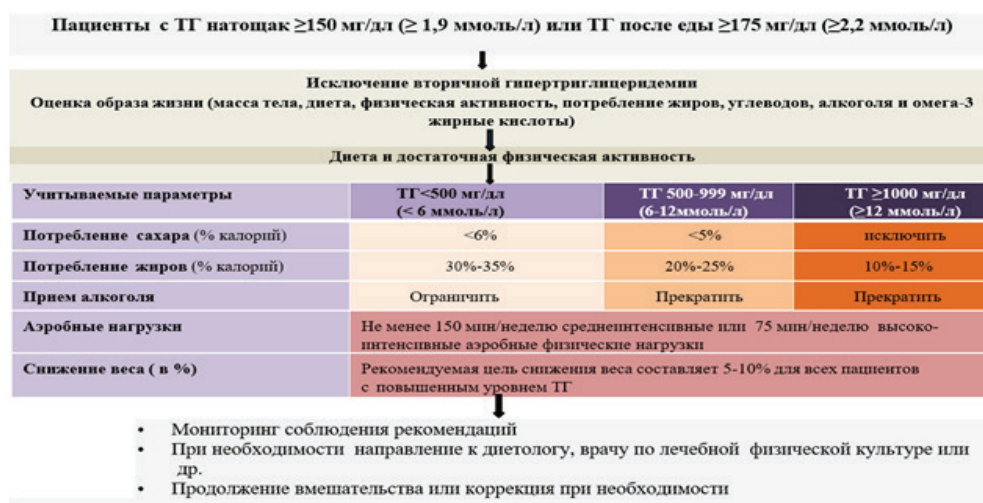 Пациенты с ТГ натощак ≥150 мг/дл (≥ 1,9 ммоль/л) или ТГ после еды ≥175 мг/дл (≥2,2 ммоль/л)
Исключение вторичной гипертриглицеридемии
Оценка образа жизни (масса тела, диета, физическая активность, потребление жиров, углеводов, алкоголя и омега-3
жирные кислоты)
Диета и достаточная физическая активность
Учитываемые параметры ТГ<500 мг/дл ТГ 500-999 мг/дл ТГ ≥1000 мг/дл
(< 6 ммоль/л) (6-12ммоль/л) (≥12 ммоль/л)
Потребление сахара (% калорий) <6% <5% исключить
Потребление жиров (% калорий) 30%-35% 20%-25% 10%-15%
Прием алкоголя Ограничить Прекратить Прекратить
Аэробные нагрузки Не менее 150 мин/неделю среднеинтенсивные или 75 мин/неделю высоко-
интенсивные аэробные физические нагрузки
Снижение веса ( в %) Рекомендуемая цель снижения веса составляет 5-10% для всех пациентов
с повышенным уровнем ТГ
• Мониторинг соблюдения рекомендаций
• При необходимости направление к диетологу, врачу по лечебной физической культуре или
др.
• Продолжение вмешательства или коррекция при необходимости